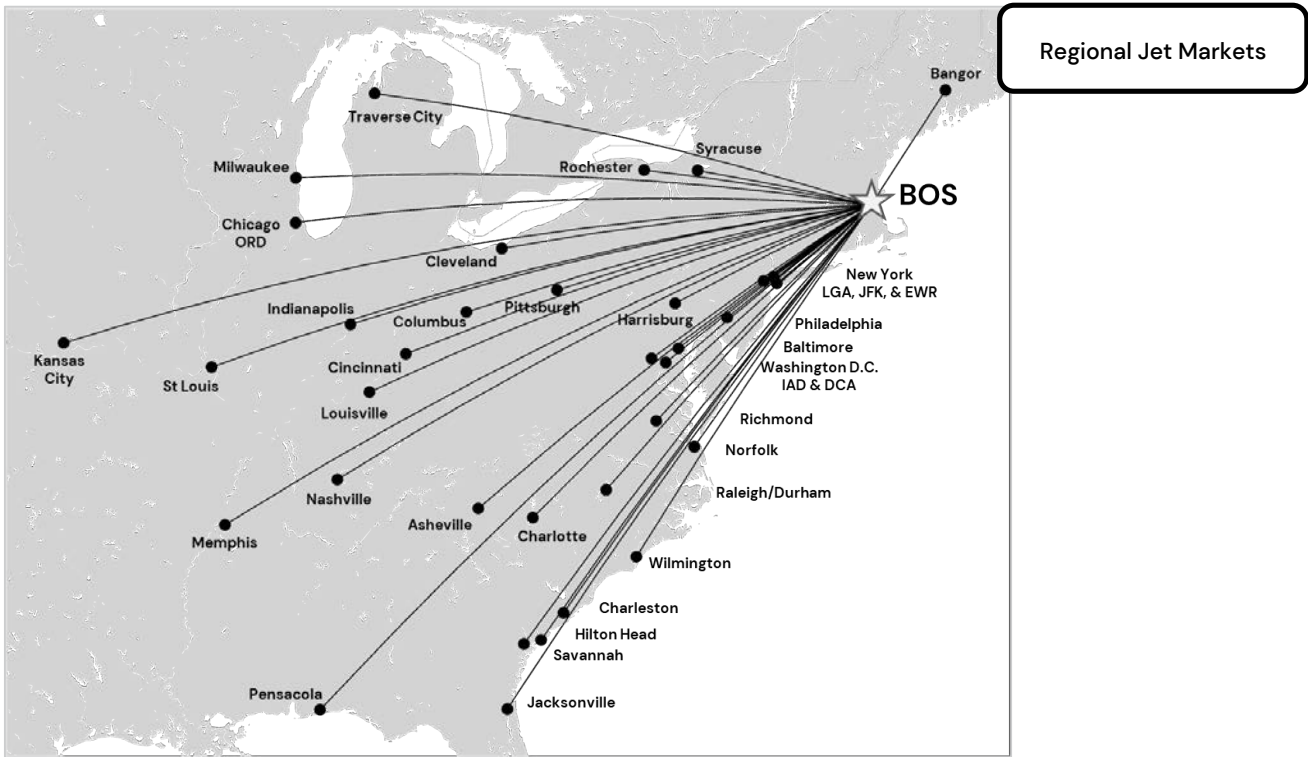 Regional Jet Markets
Bangor
Traverse City
Syracuse
Rochester
Milwaukee
BOS
Chicago
ORD
Cleveland
New York
LGA, JFK, & EWR
Indianapolis
Columbus
Pittsburgh
Harrisburg
Philadelphia
Baltimore
Kansas
City
St Louis
Cincinnati
Washington D.C.
IAD & DCA
Louisville
Richmond
Norfolk
Nashville
Raleigh/Durham
Asheville
Charlotte
Memphis
Wilmington
Charleston
Hilton Head
Savannah
Pensacola
Jacksonville